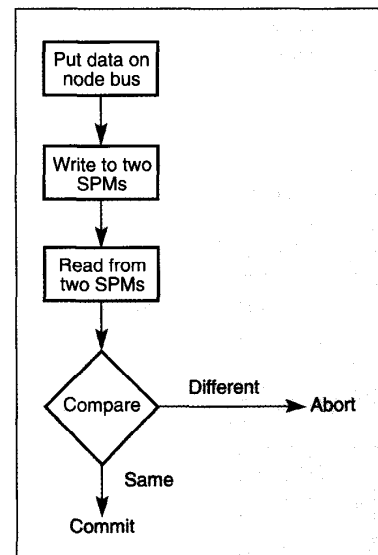 Put data on
node bus
Write to two
SPMs
Read from
two SPMs
Compare
Different
Abort
Same
Commit